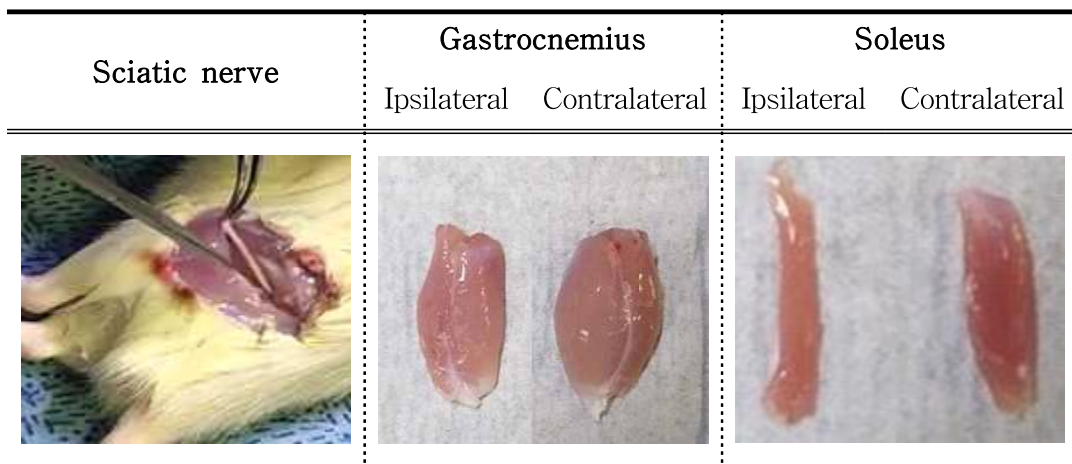 Sciatic nerve
Gastrocnemius
Ipsilateral Contralateral
Soleus
Ipsilateral Contralateral